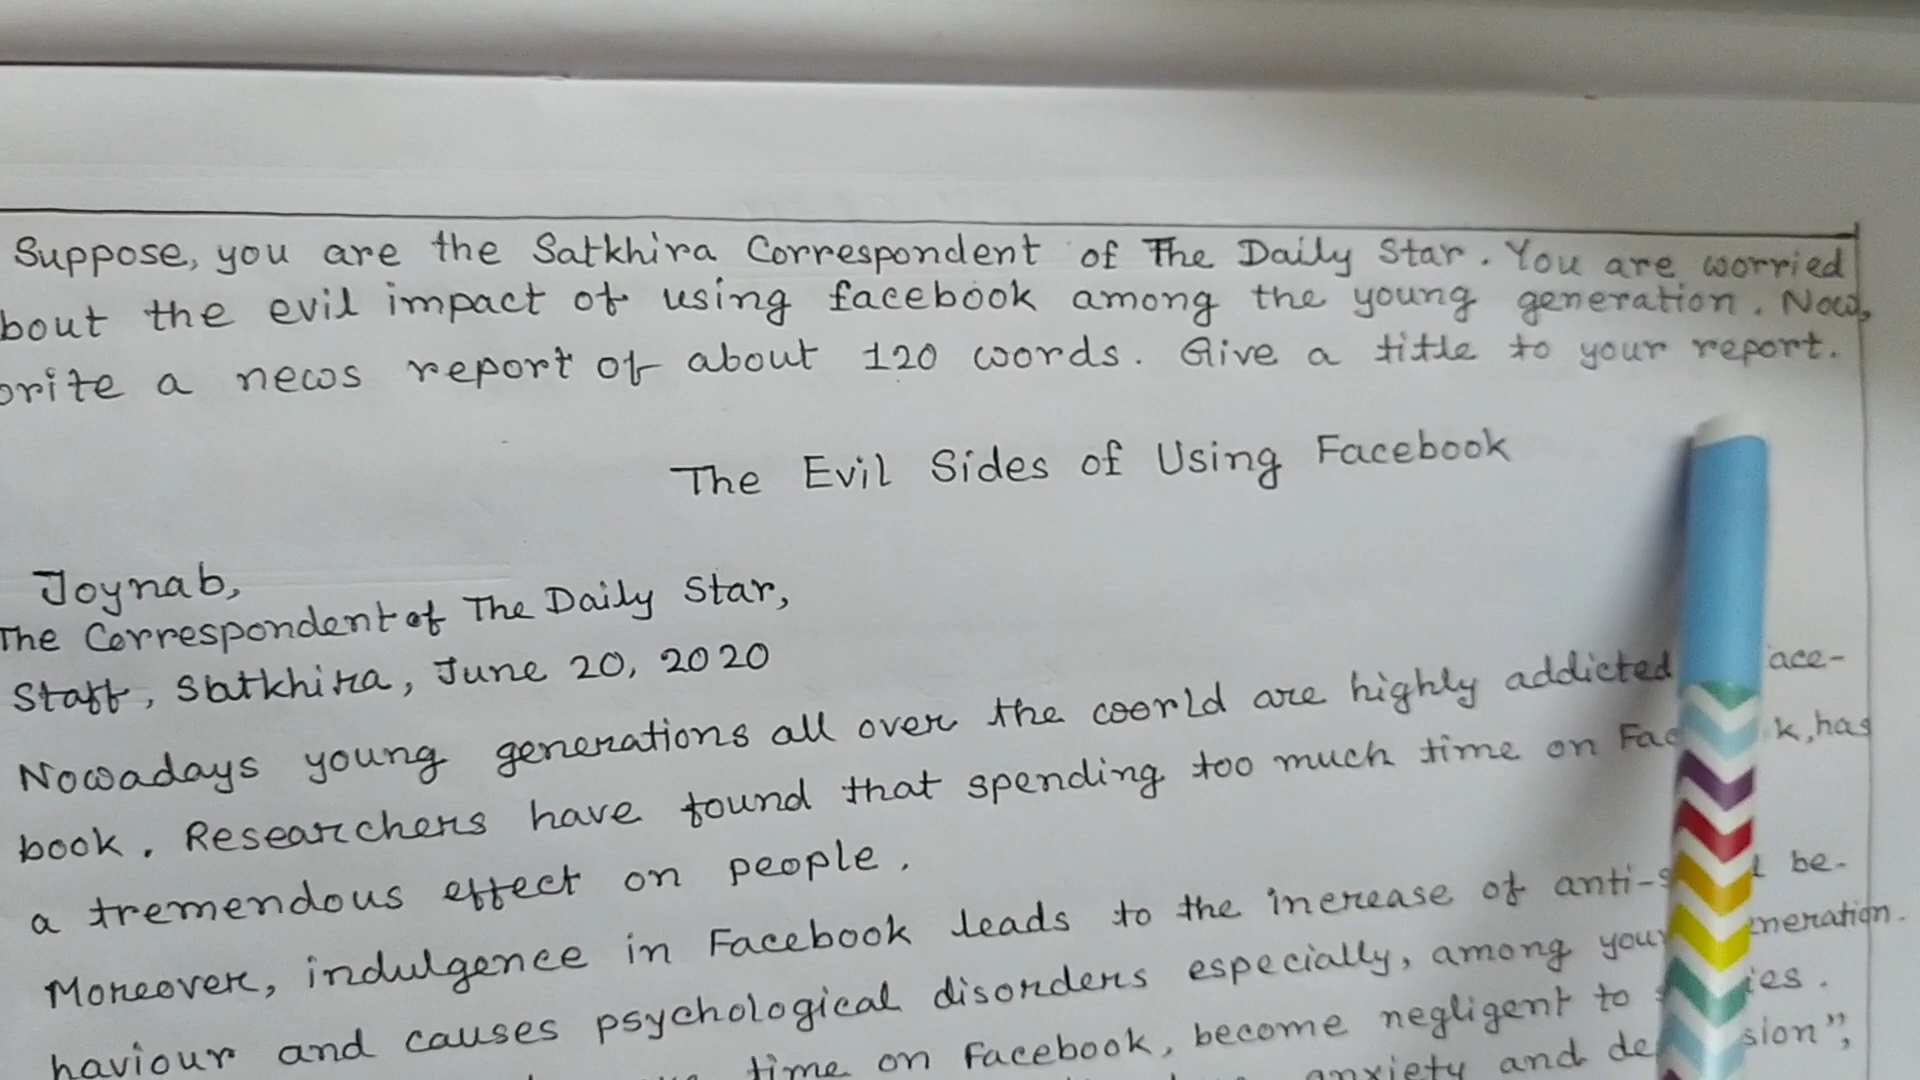 Suppose, you are the Satkhira Correspondent of The Daily Star. You are worried
bout the evil impact of using facebook among the young generation. Now,
rite a news report of about 120 words. Give a title to your report.
The Evil Sides of Using Facebook
Joynab,
The Correspondent of The Daily Star,
Staff, Satkhira, June 20, 2020
Nowadays young generations all over the world are highly addicted ace-
book. Researchers have found that spending too much time on Fac k, has
a tremendous effect on people.
Moreover, indulgence in Facebook leads to the increase of anti-s l be-
haviour and causes psychological disorders especially, among you neration.
time on Facebook, become negligent to ies.
anxiety and de sion",